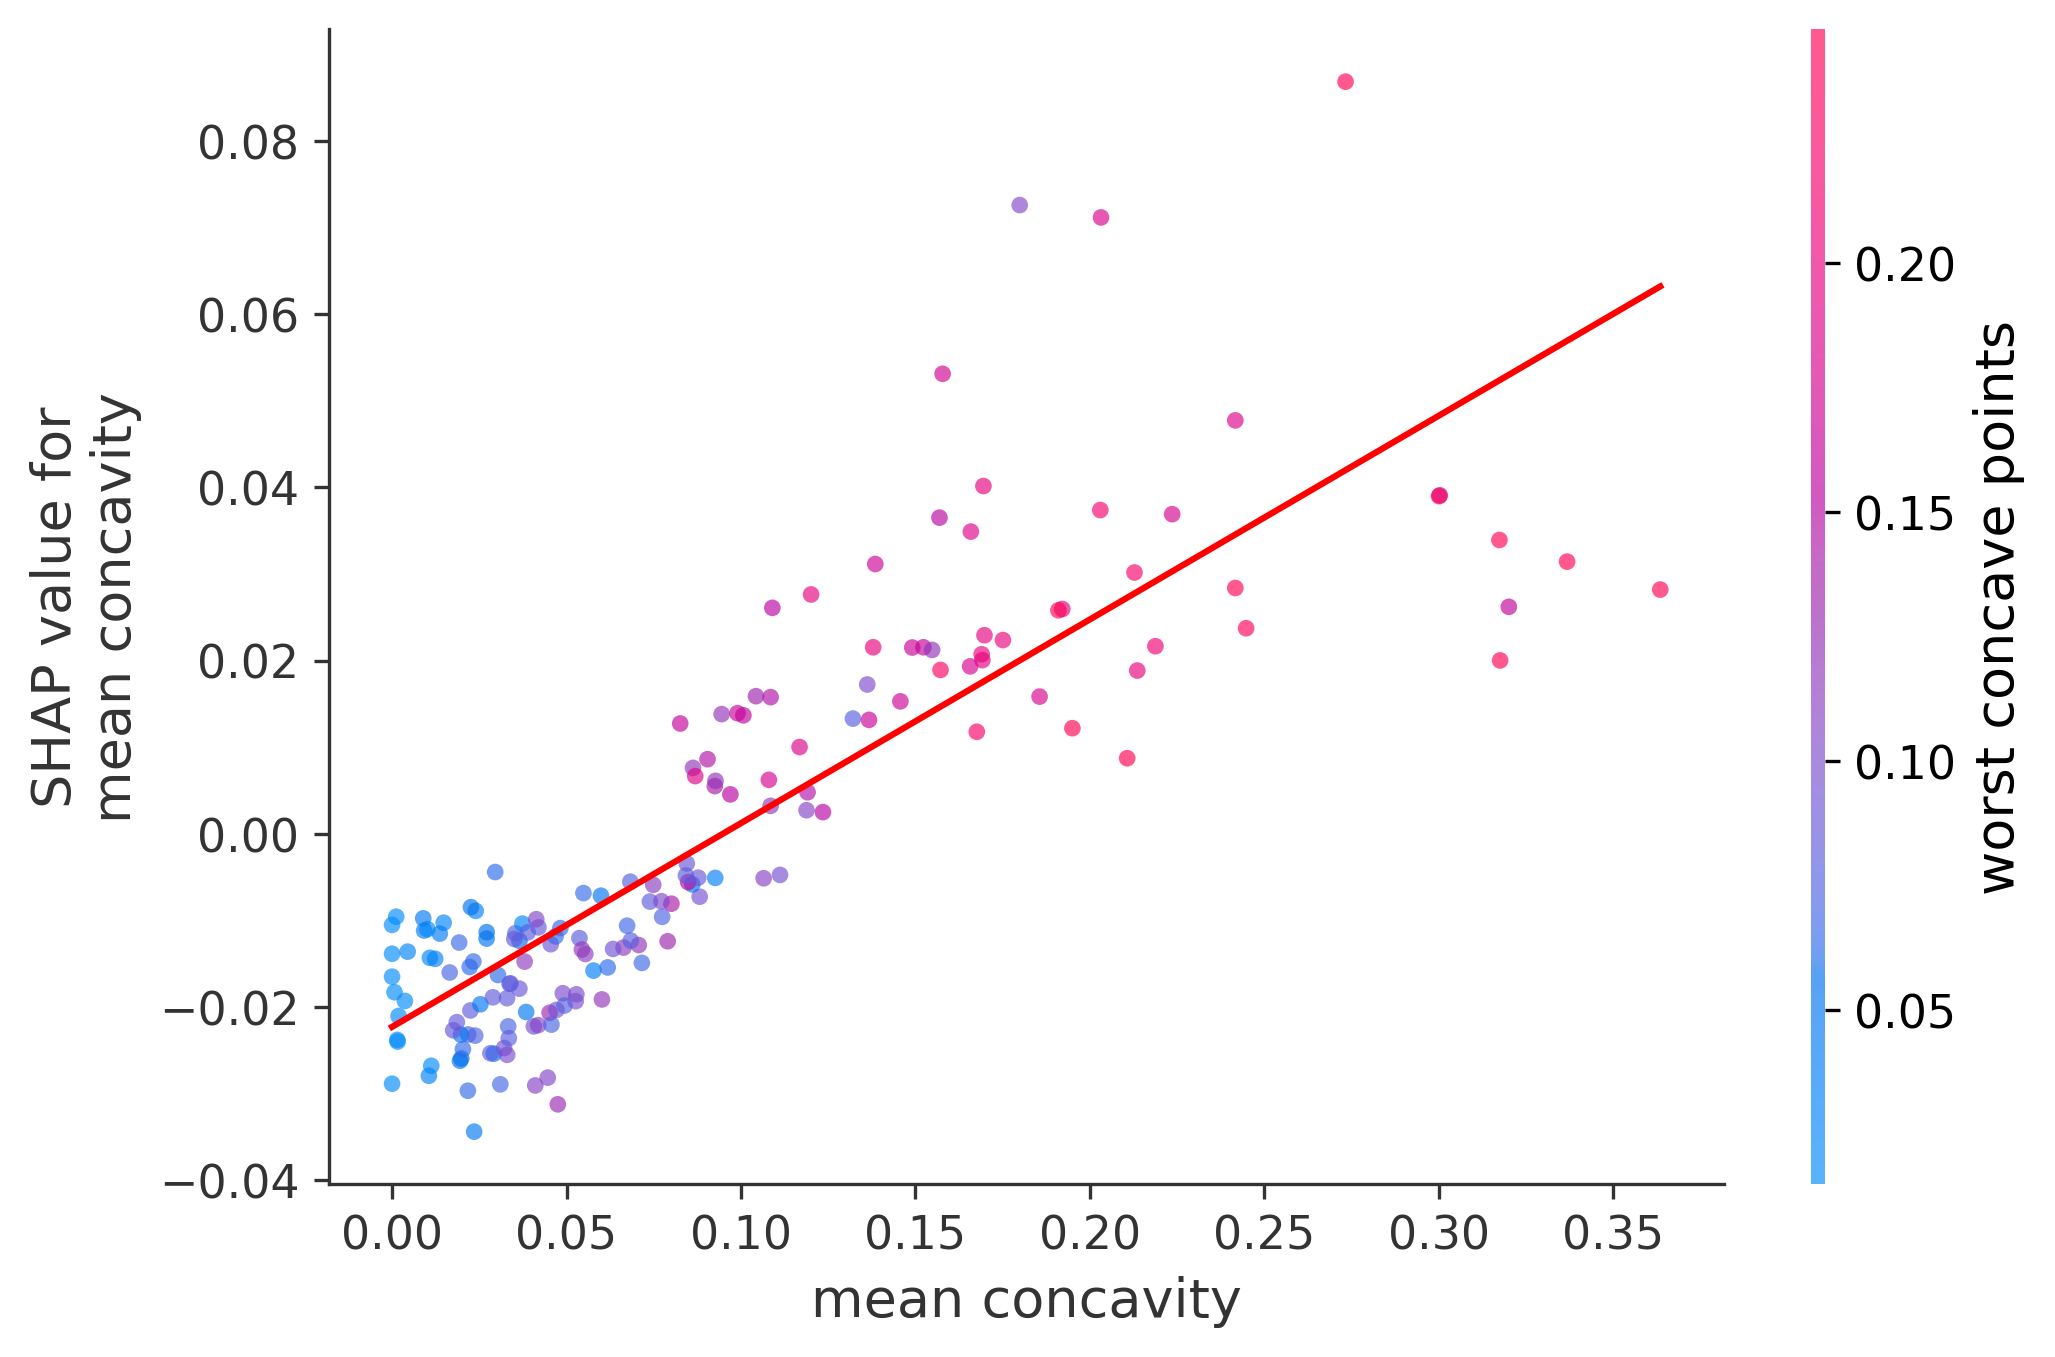 SHAP value for
mean concavity
0.08
0.06
0.04
0.02
0.00
−0.02
−0.04
0.00 0.05 0.10 0.15 0.20 0.25 0.30 0.35
mean concavity
0.20
0.15
0.10
0.05
worst concave points